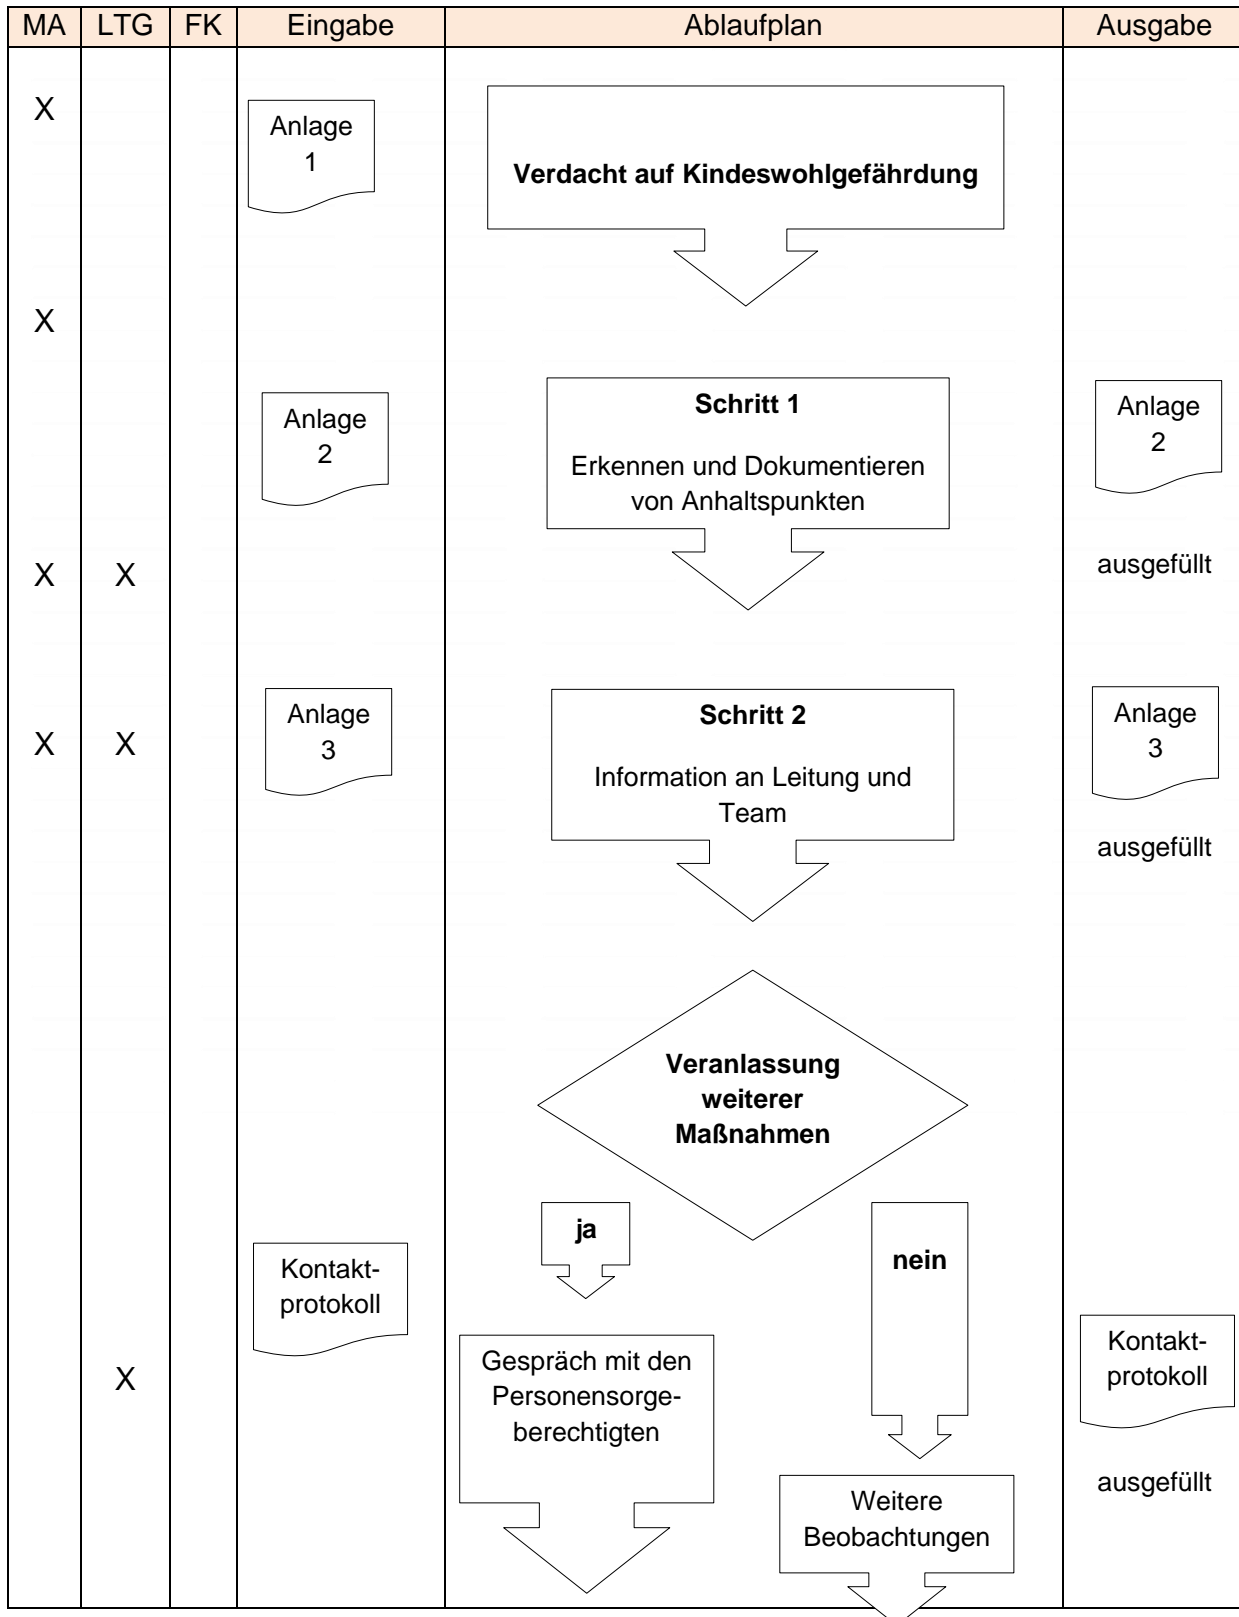 MA LTG FK Eingabe Ablaufplan Ausgabe
X
Anlage
1
Verdacht auf Kindeswohlgefährdung
X
Anlage
2
Schritt 1
Erkennen und Dokumentieren
von Anhaltspunkten
Anlage
2
ausgefüllt
X X
Anlage
3
Schritt 2
Information an Leitung und
Team
Anlage
3
ausgefüllt
X X
Veranlassung
weiterer
Maßnahmen
ja
nein
Kontakt-
protokoll
X
Gespräch mit den
Personensorge-
berechtigten
Kontakt-
protokoll
ausgefüllt
Weitere
Beobachtungen